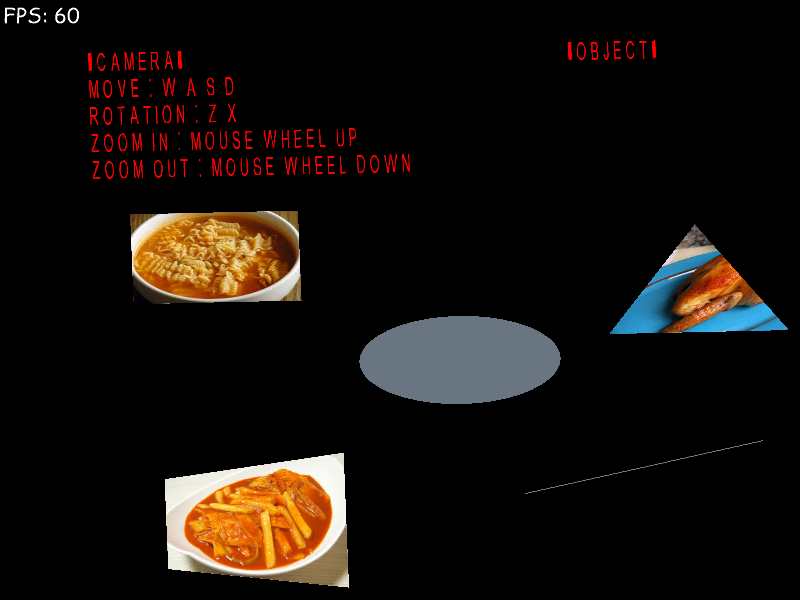 FPS: 60
[CAMERA]
MOVE : W A S D
ROTATION : Z X
ZOOM IN : MOUSE WHEEL UP
ZOOM OUT : MOUSE WHEEL DOWN
[OBJECT]